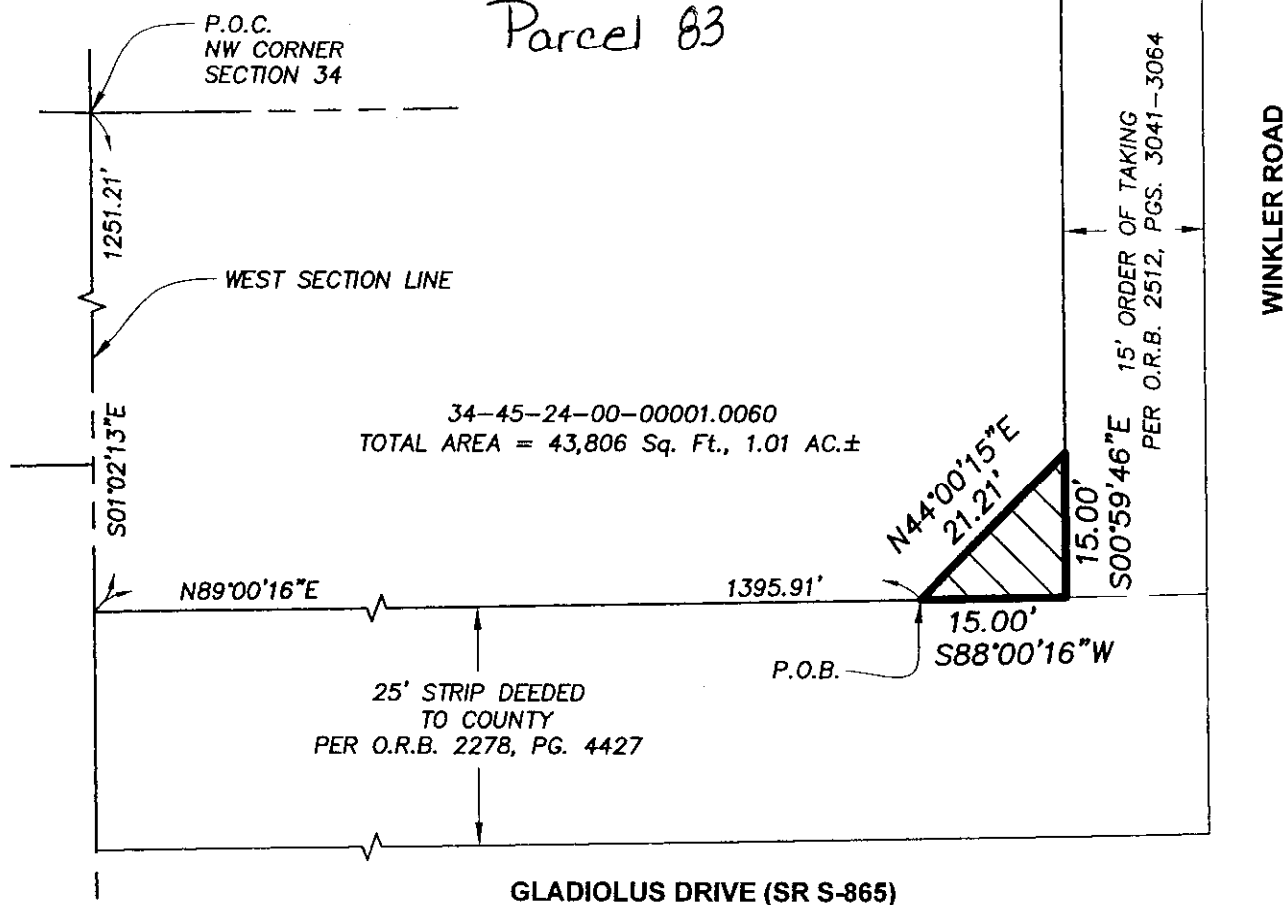 Parcel 83
P.O.C.
NW CORNER
SECTION 34
1251.21'
WEST SECTION LINE
S01°02'13"E
15' ORDER OF TAKING
PER O.R.B. 2512, PGS. 3041-3064
WINKLER ROAD
34-45-24-00-00001.0060
TOTAL AREA = 43,806 Sq. Ft., 1.01 AC.±
N44°00'15"E
21.21'
15.00'
S00°59'46"E
N89°00'16"E
1395.91'
15.00'
S88°00'16"W
P.O.B.
25' STRIP DEEDED
TO COUNTY
PER O.R.B. 2278, PG. 4427
GLADIOLUS DRIVE (SR S-865)